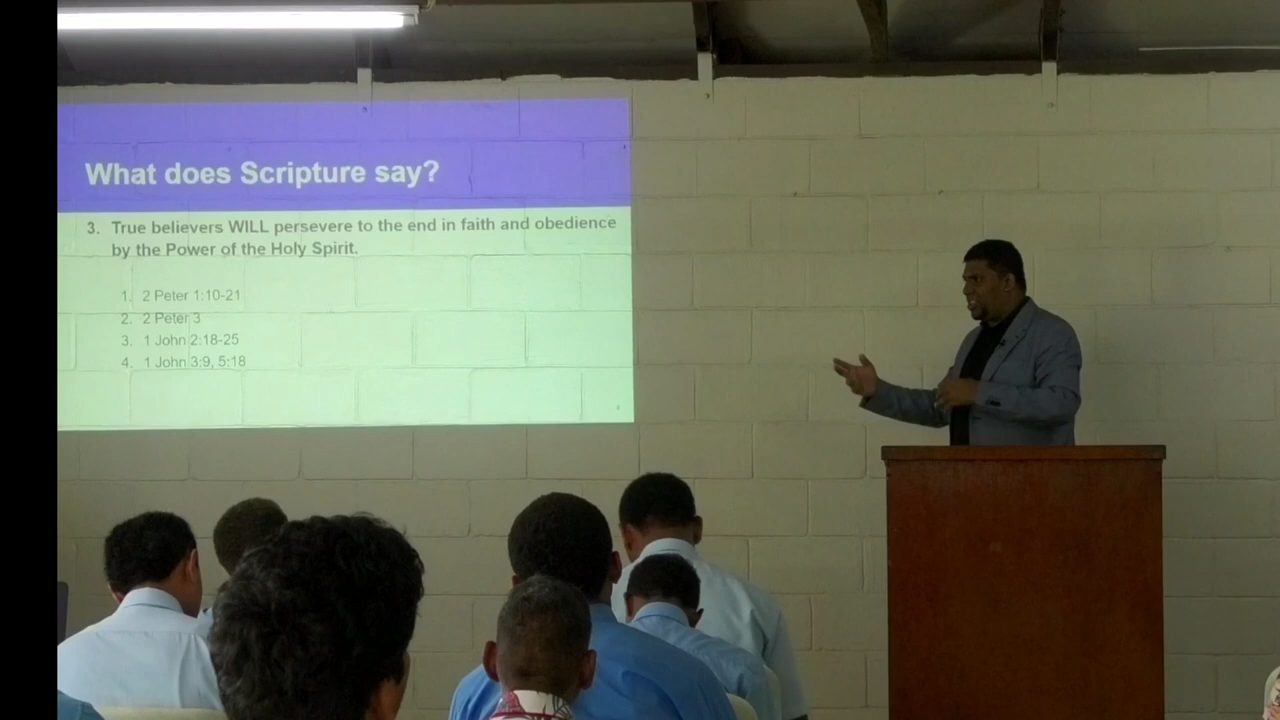 What does Scripture say?
3. True believers WILL persevere to the end in faith and obedience
by the Power of the Holy Spirit.
1. 2 Peter 1:10-21
2. 2 Peter 3
3. 1 John 2:18-25
4. 1 John 3:9, 5:18